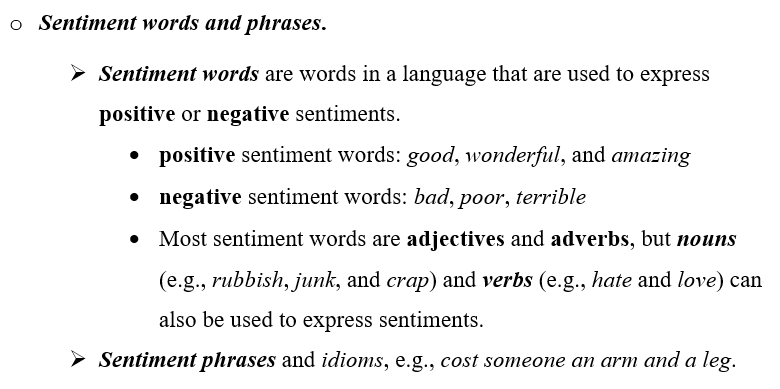 o Sentiment words and phrases.
➢ Sentiment words are words in a language that are used to express
positive or negative sentiments.
• positive sentiment words: good, wonderful, and amazing
• negative sentiment words: bad, poor, terrible
• Most sentiment words are adjectives and adverbs, but nouns
(e.g., rubbish, junk, and crap) and verbs (e.g., hate and love) can
also be used to express sentiments.
➢ Sentiment phrases and idioms, e.g., cost someone an arm and a leg.